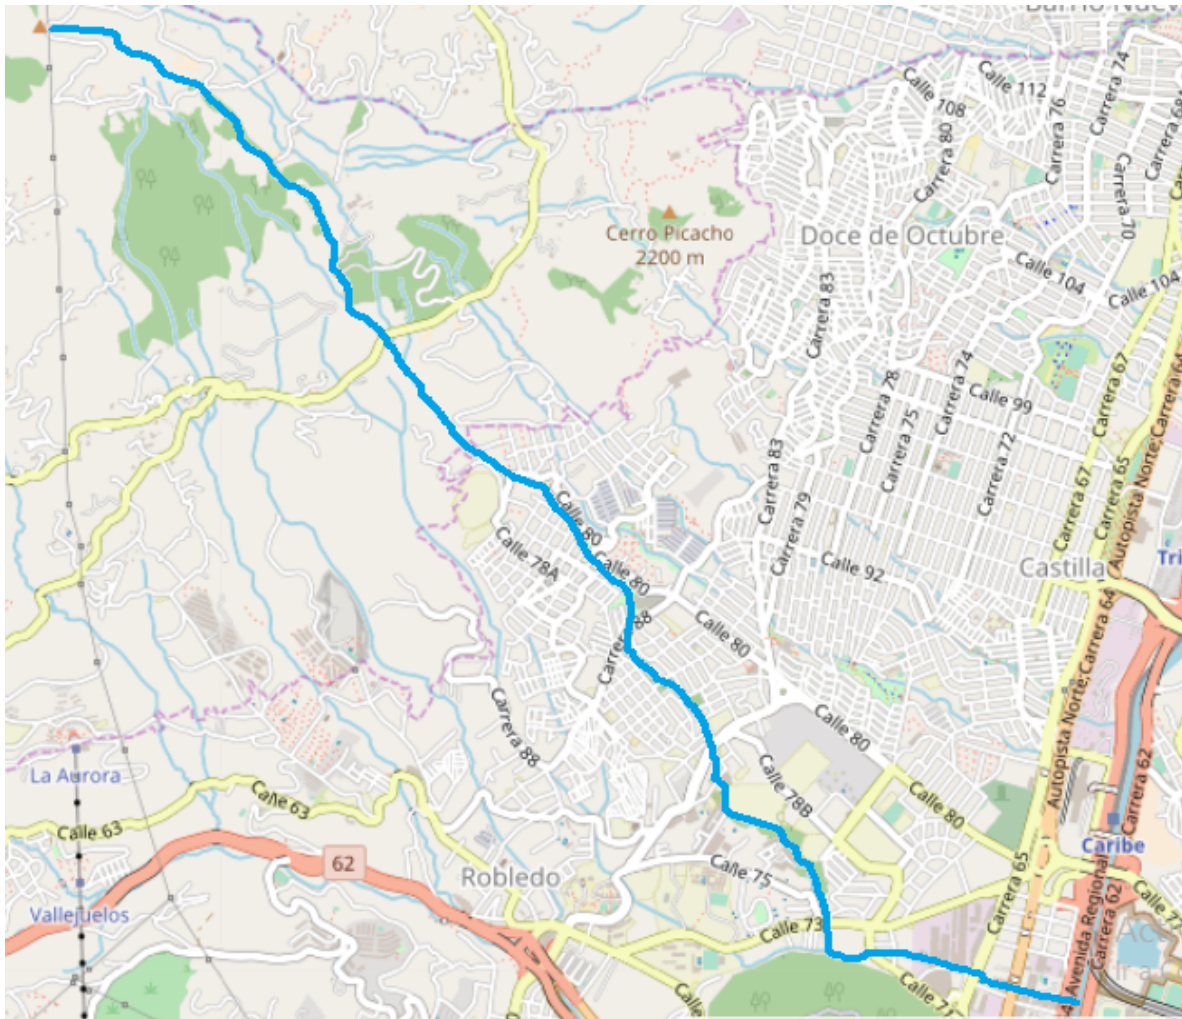 Carrera 74
Calle 112
Calle 108
Carrera 76
Carrera 80
Carrera 68A
Carrera 70
Cerro Picacho
2200 m
Doce de Octubre
Calle 104
Calle 104
Carrera 83
Carrera 67
Carrera 78
Carrera 74
Carrera 75
Calle 99
Carrera 72
Carrera 83
Carrera 79
Carrera 67
Carrera 65
Autopista Norte;Carrera 64
Calle 80
Calle 78A
Calle 80
Calle 92
Castilla
Tri
Calle 80
Carrera 88
Autopista Norte;Carrera 64
Carrera 88
Calle 80
La Aurora
Calle 63
Calle 63
Calle 78B
Calle 80
Carrera 62
Caribe
62
Robledo
Calle 75
Carrera 65
Vallejuelos
Calle 73
Avenida Regional
Carrera 62
Calle 71